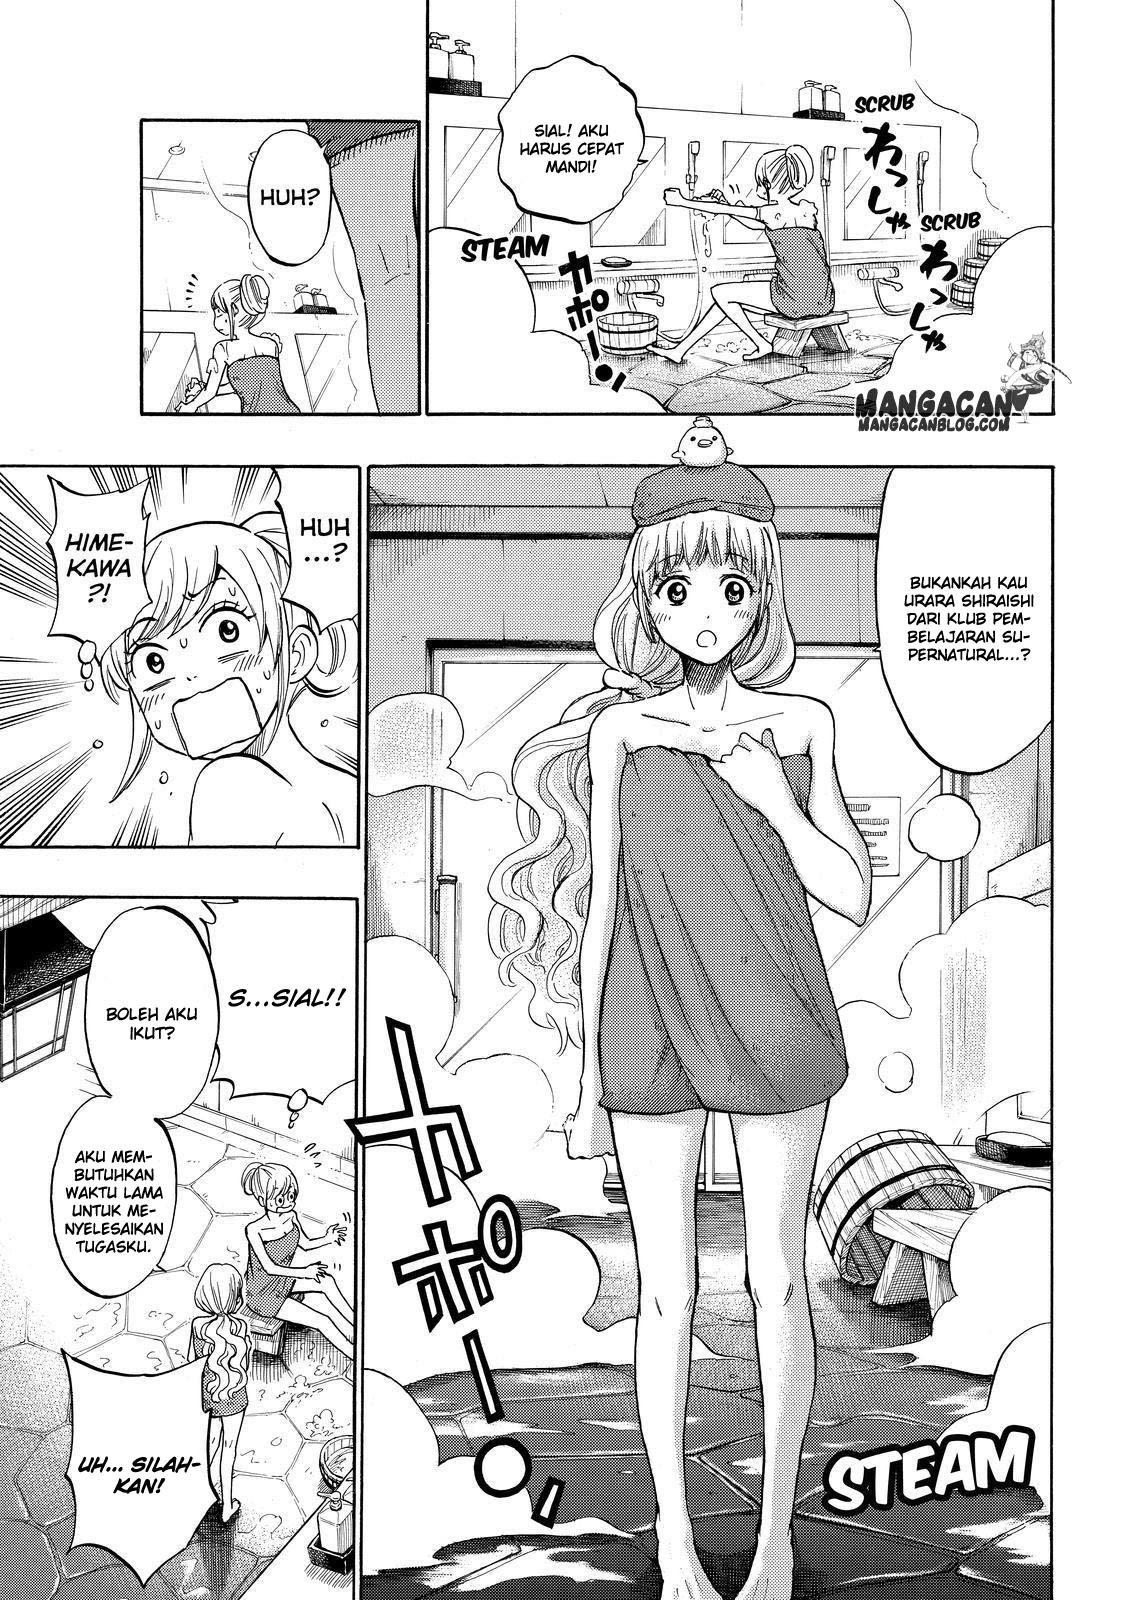 SIAL! AKU
HARUS CEPAT
MANDI!
SCRUB
わっしゃ
SCRUB
わっしゃ
STEAM
カポーン
HUH?
MANGACAN
MANGACANBLOG.COM
BUKANKAH KAU
URARA SHIRAISHI
DARI KLUB PEM-
BELAJARAN SU-
PERNATURAL...?
カポーン
STEAM
HUH
...?
HIME-
KAWA
?!
S...SIAL!!
BOLEH AKU
IKUT?
AKU MEM-
BUTUHKAN
WAKTU LAMA
UNTUK ME-
NYELESAIKAN
TUGASKU.
UH... SILAH-
KAN!